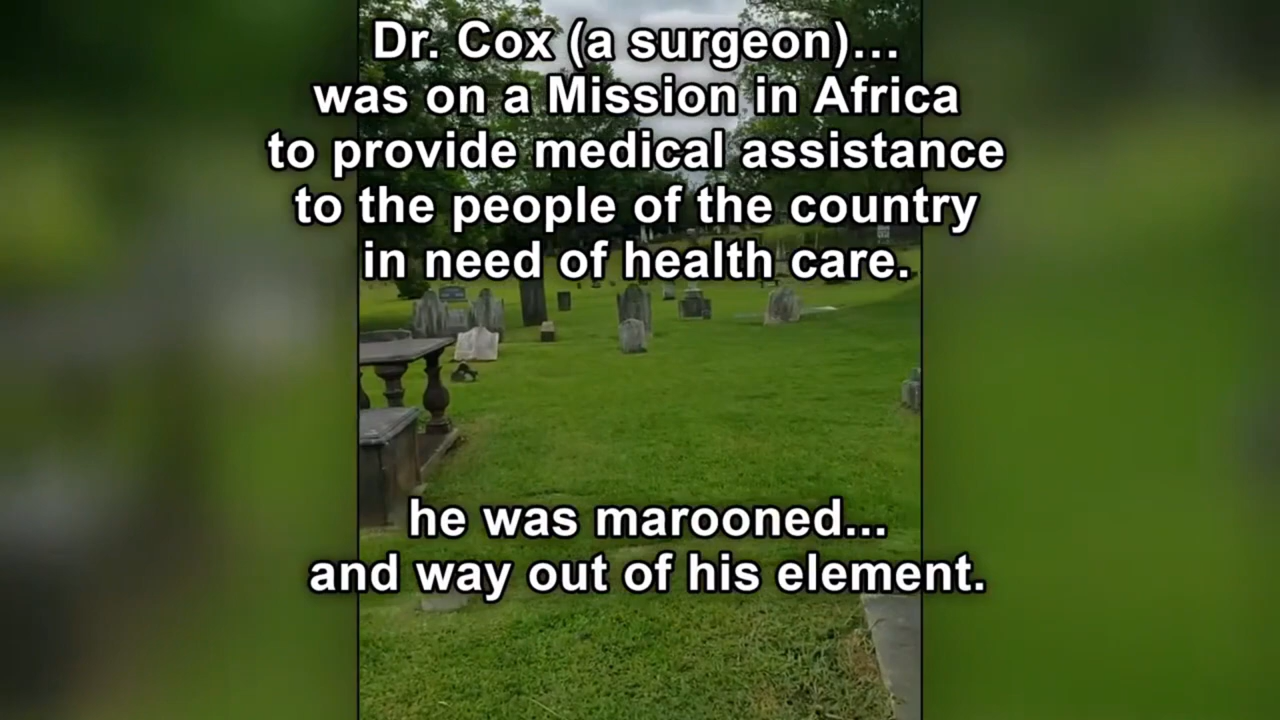 Dr. Cox (a surgeon)...
was on a Mission in Africa
to provide medical assistance
to the people of the country
in need of health care.
he was marooned...
and way out of his element.